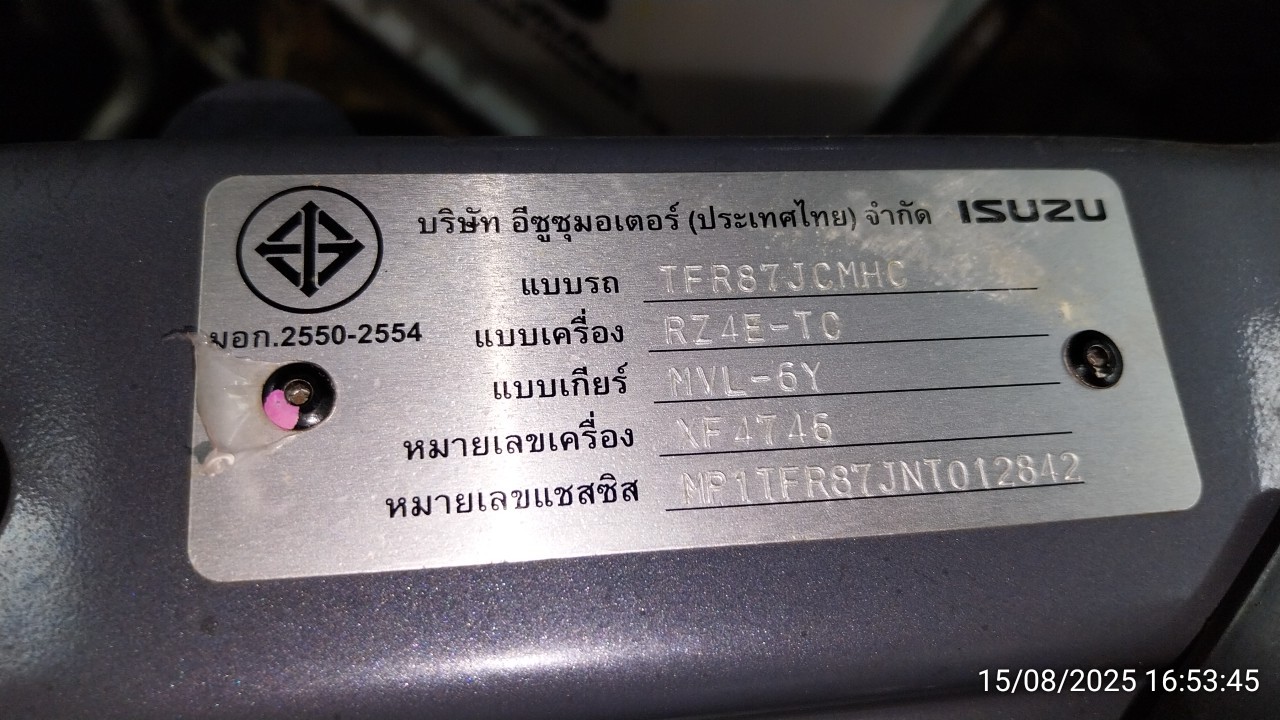 บริษัท อีซูซุมอเตอร์ (ประเทศไทย) จำกัด ISUZU
แบบรถ TFR87JCMHC
มอก.2550-2554
แบบเครื่อง RZ4E-TC
แบบเกียร์ MVL-6Y
หมายเลขเครื่อง XF4746
หมายเลขแชสซิส MP1TFR87JNT012842
15/08/2025 16:53:45